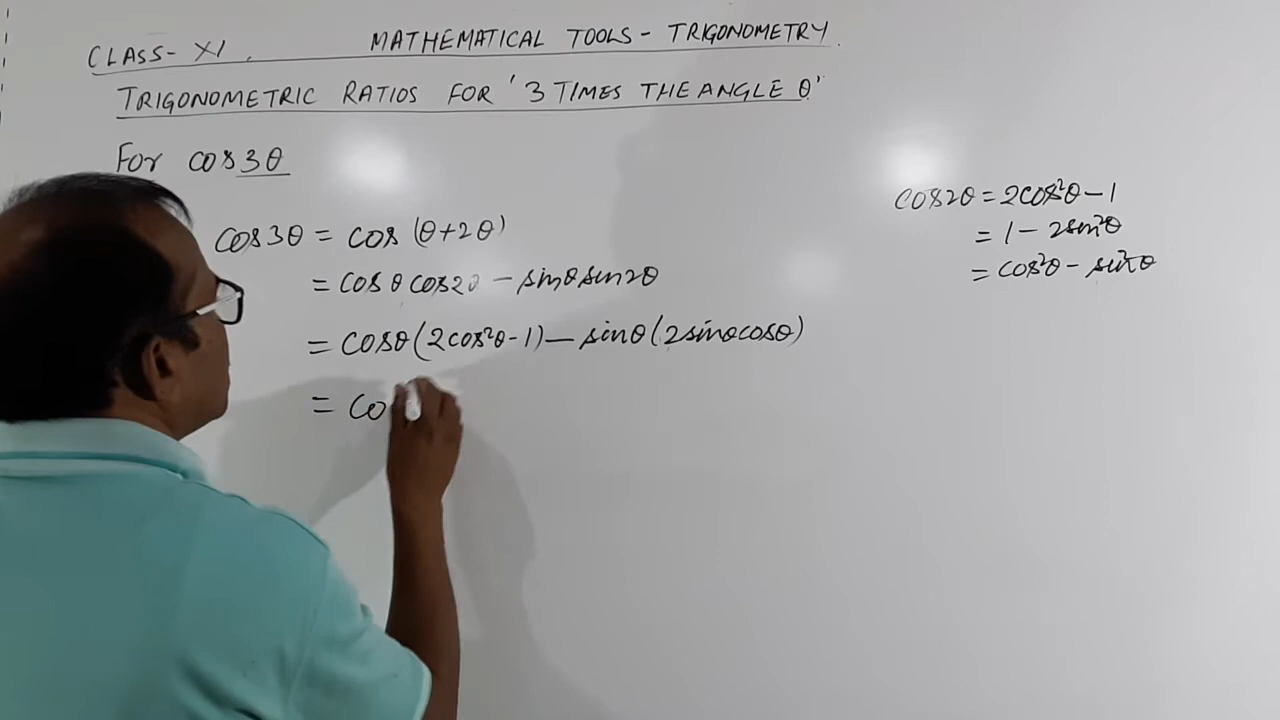 CLASS- XI, MATHEMATICAL TOOLS - TRIGONOMETRY.
TRIGONOMETRIC RATIOS FOR '3 TIMES THE ANGLE θ'
For cos3θ
cos3θ = cos (θ+2θ)
= cosθ cos2θ - sinθ sin2θ
= cosθ (2cos²θ-1) - sinθ (2sinθcosθ)
= co
cos2θ = 2cos²θ - 1
= 1 - 2sin²θ
= cos²θ - sin²θ